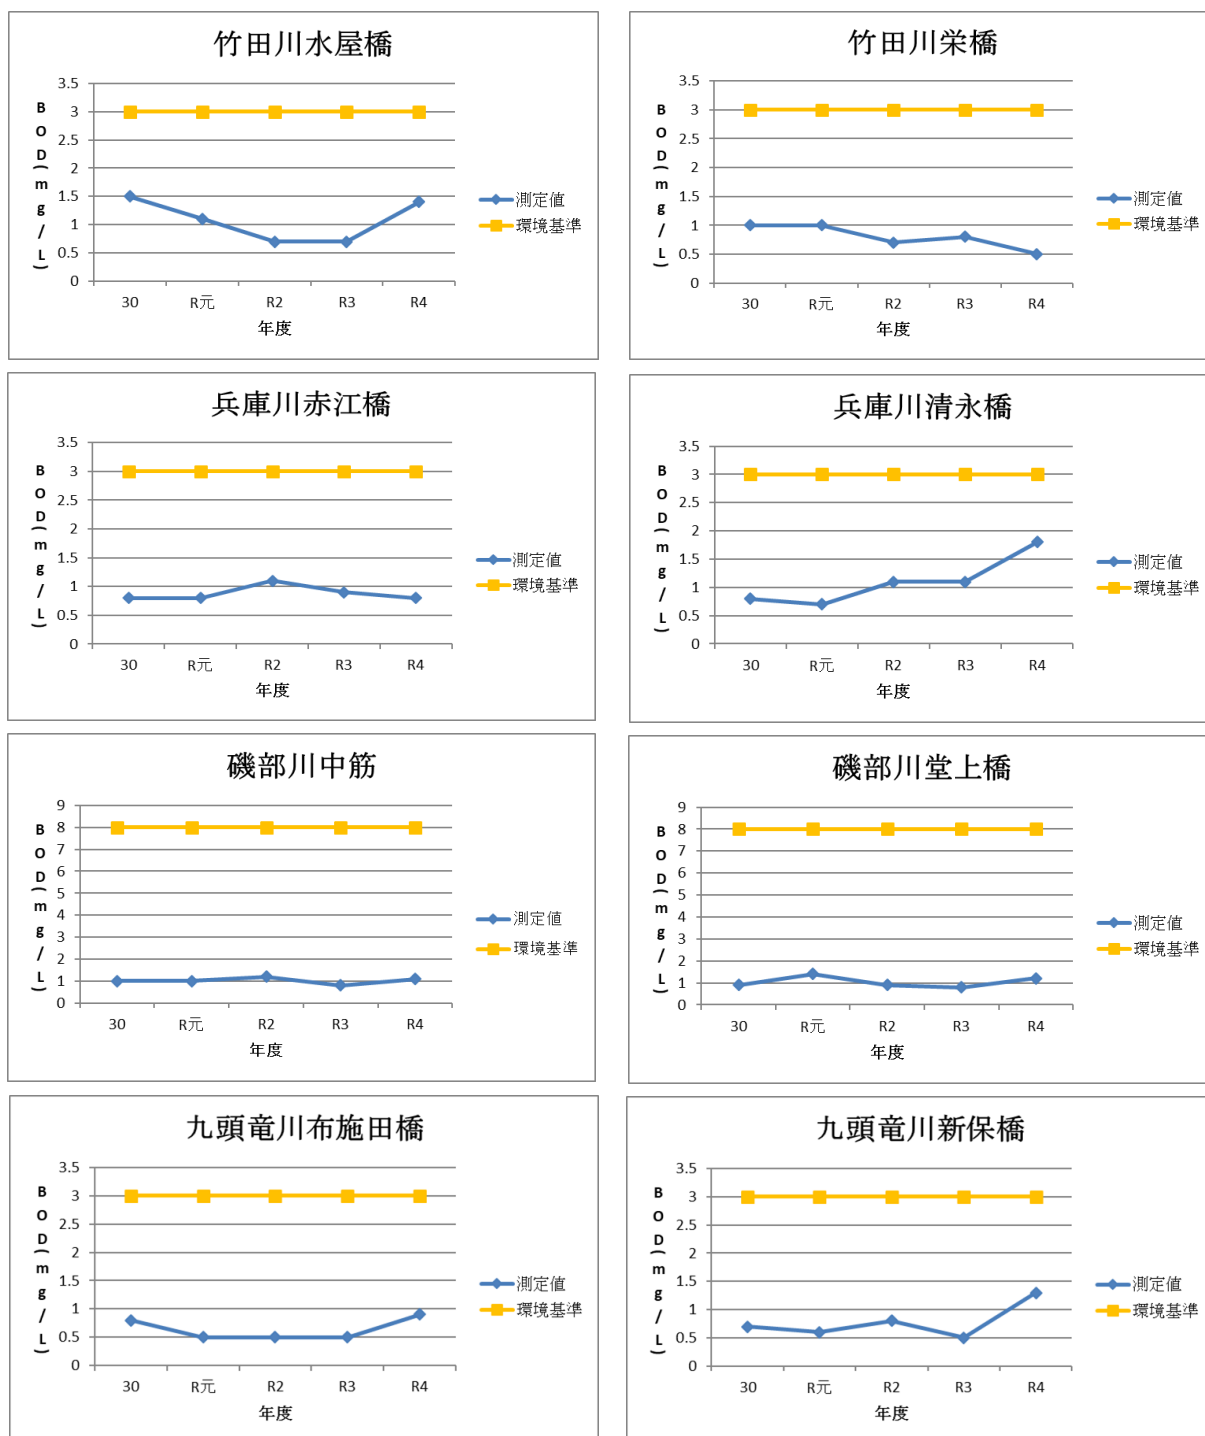 竹田川水屋橋
3.5
3
2.5
2
1.5
1
0.5
0
BOD(mg/L)
30 R元 R2 R3 R4
年度
測定値
環境基準
竹田川栄橋
3.5
3
2.5
2
1.5
1
0.5
0
BOD(mg/L)
30 R元 R2 R3 R4
年度
測定値
環境基準
兵庫川赤江橋
3.5
3
2.5
2
1.5
1
0.5
0
BOD(mg/L)
30 R元 R2 R3 R4
年度
測定値
環境基準
兵庫川清永橋
3.5
3
2.5
2
1.5
1
0.5
0
BOD(mg/L)
30 R元 R2 R3 R4
年度
測定値
環境基準
磯部川中筋
9
8
7
6
5
4
3
2
1
0
BOD(mg/L)
30 R元 R2 R3 R4
年度
測定値
環境基準
磯部川堂上橋
9
8
7
6
5
4
3
2
1
0
BOD(mg/L)
30 R元 R2 R3 R4
年度
測定値
環境基準
九頭竜川布施田橋
3.5
3
2.5
2
1.5
1
0.5
0
BOD(mg/L)
30 R元 R2 R3 R4
年度
測定値
環境基準
九頭竜川新保橋
3.5
3
2.5
2
1.5
1
0.5
0
BOD(mg/L)
30 R元 R2 R3 R4
年度
測定値
環境基準